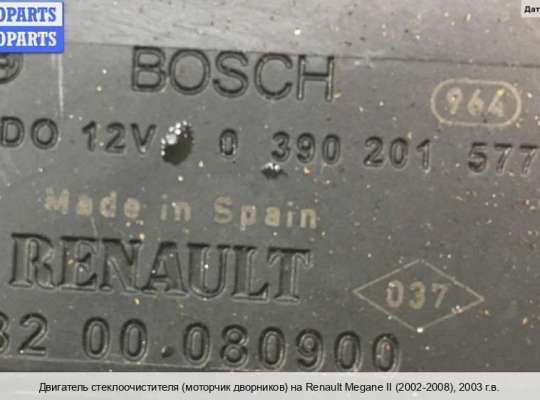 OPARTS
OPARTS
Дат
BOSCH
964
DO 12V 0 390 201 577
Made in Spain
RENAULT
037
82 00 080900
Двигатель стеклоочистителя (моторчик дворников) на Renault Megane II (2002-2008), 2003 г.в.